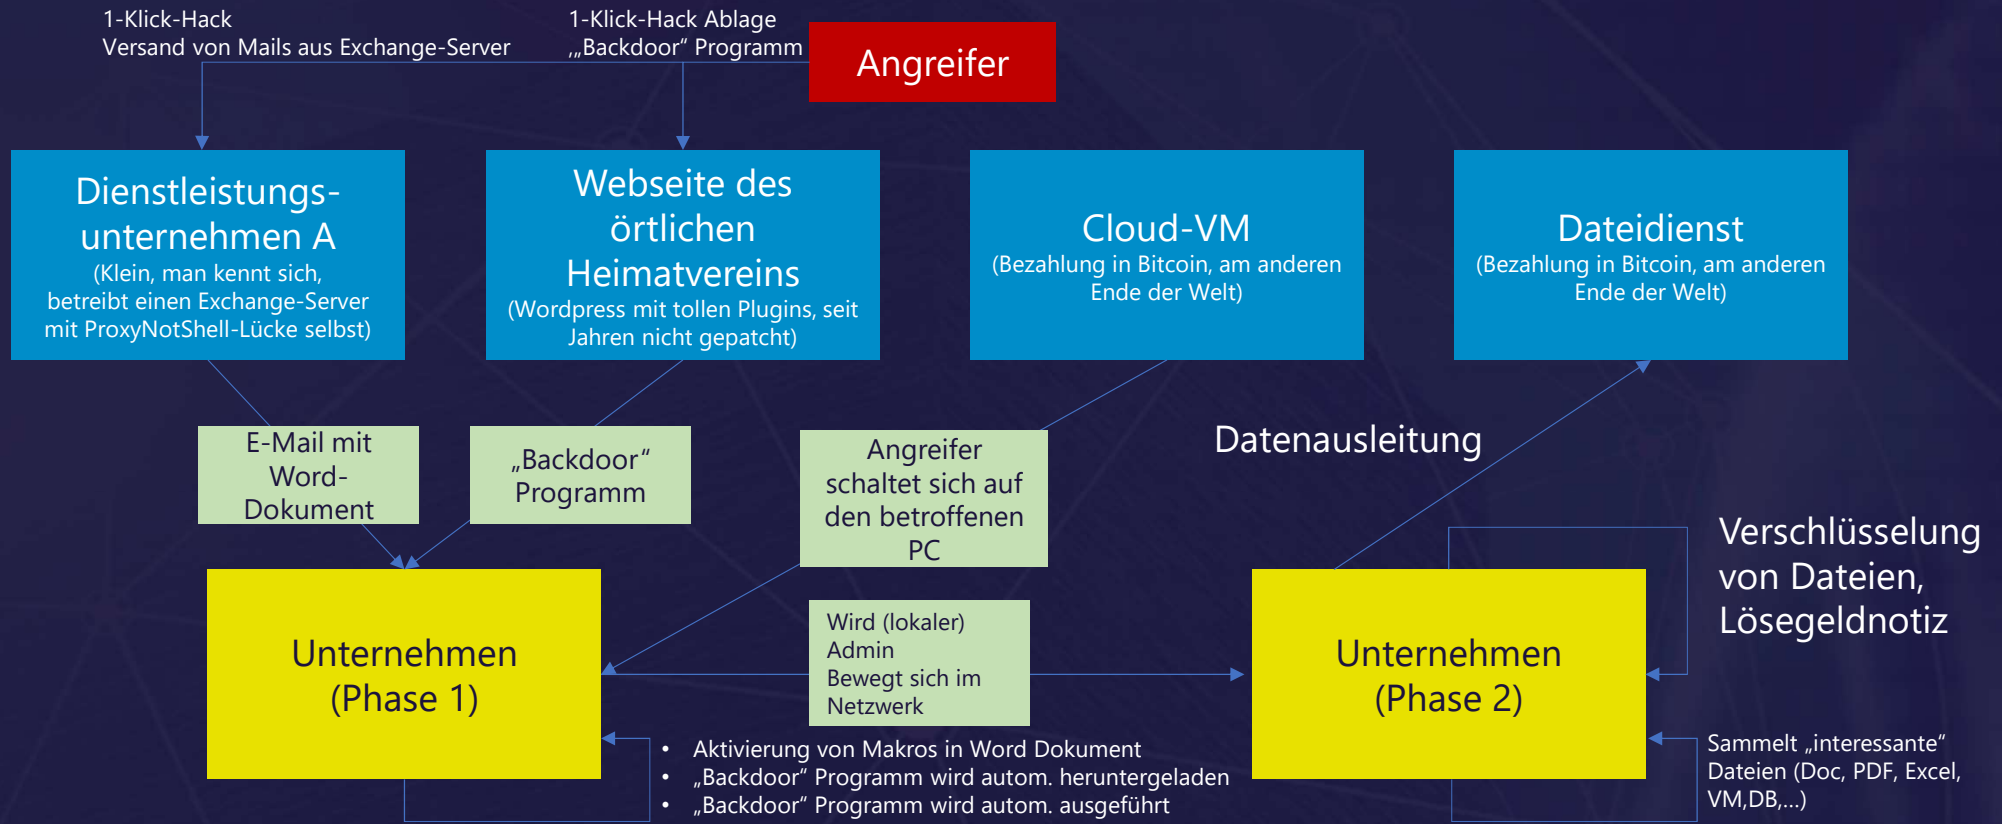 1-Klick-Hack
Versand von Mails aus Exchange-Server
1-Klick-Hack Ablage
„„Backdoor“ Programm
Angreifer
Dienstleistungs-
unternehmen A
(Klein, man kennt sich,
betreibt einen Exchange-Server
mit ProxyNotShell-Lücke selbst)
Webseite des
örtlichen
Heimatvereins
(Wordpress mit tollen Plugins, seit
Jahren nicht gepatcht)
Cloud-VM
(Bezahlung in Bitcoin, am anderen
Ende der Welt)
Dateidienst
(Bezahlung in Bitcoin, am anderen
Ende der Welt)
E-Mail mit
Word-
Dokument
„Backdoor“
Programm
Angreifer
schaltet sich auf
den betroffenen
PC
Datenausleitung
Verschlüsselung
von Dateien,
Lösegeldnotiz
Unternehmen
(Phase 1)
Wird (lokaler)
Admin
Bewegt sich im
Netzwerk
Unternehmen
(Phase 2)
• Aktivierung von Makros in Word Dokument
• „Backdoor“ Programm wird autom. heruntergeladen
• „Backdoor“ Programm wird autom. ausgeführt
Sammelt „interessante“
Dateien (Doc, PDF, Excel,
VM,DB,...)